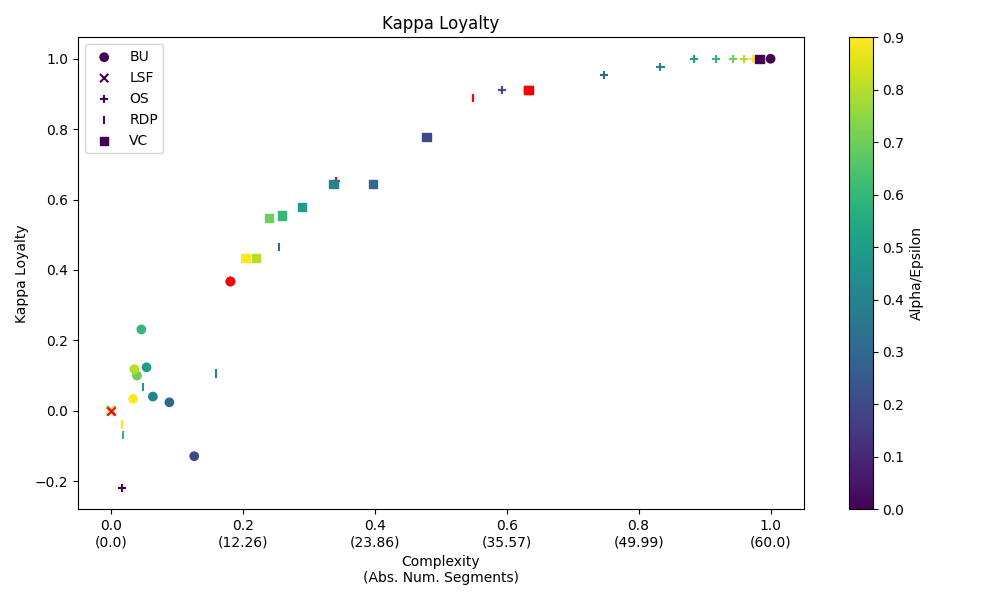 Kappa Loyalty
BU
LSF
OS
RDP
VC
1.0
0.8
0.6
0.4
0.2
0.0
−0.2
Kappa Loyalty
0.0 0.2 0.4 0.6 0.8 1.0
(0.0) (12.26) (23.86) (35.57) (49.99) (60.0)
Complexity
(Abs. Num. Segments)
0.9
0.8
0.7
0.6
0.5
0.4
0.3
0.2
0.1
0.0
Alpha/Epsilon